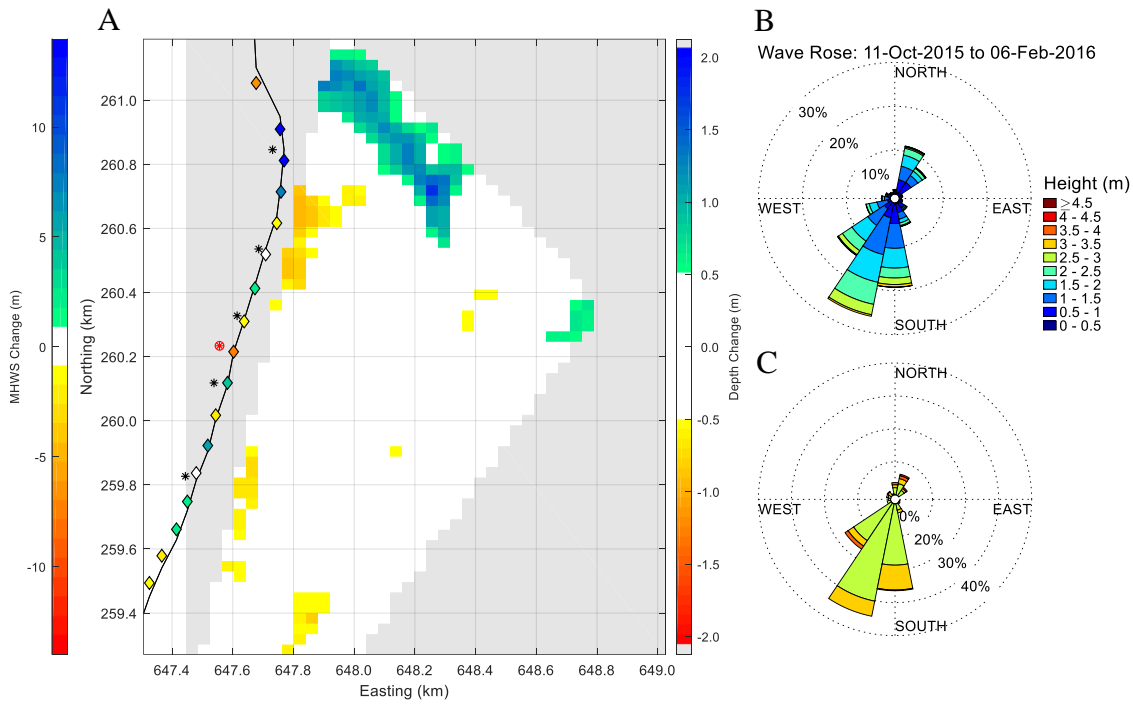 A
MHWS Change (m)
10
5
0
-5
-10
Northing (km)
261.0
260.8
260.6
260.4
260.2
260.0
259.8
259.6
259.4
647.4 647.6 647.8 648.0 648.2 648.4 648.6 648.8 649.0
Easting (km)
2.0
1.5
1.0
0.5
0.0
-0.5
-1.0
-1.5
-2.0
Depth Change (m)
B
Wave Rose: 11-Oct-2015 to 06-Feb-2016
NORTH
30%
20%
10%
WEST
EAST
SOUTH
Height (m)
>4.5
4 - 4.5
3.5 - 4
3 - 3.5
2.5 - 3
2 - 2.5
1.5 - 2
1 - 1.5
0.5 - 1
0 - 0.5
C
NORTH
WEST
EAST
0%
20%
30%
40%
SOUTH